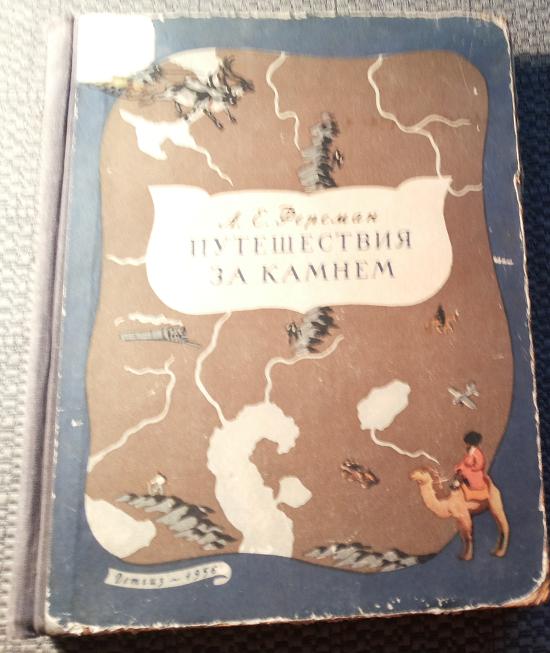 А. Е. Ферсман
ПУТЕШЕСТВИЯ
ЗА КАМНЕМ
Детгиз ~ 1956